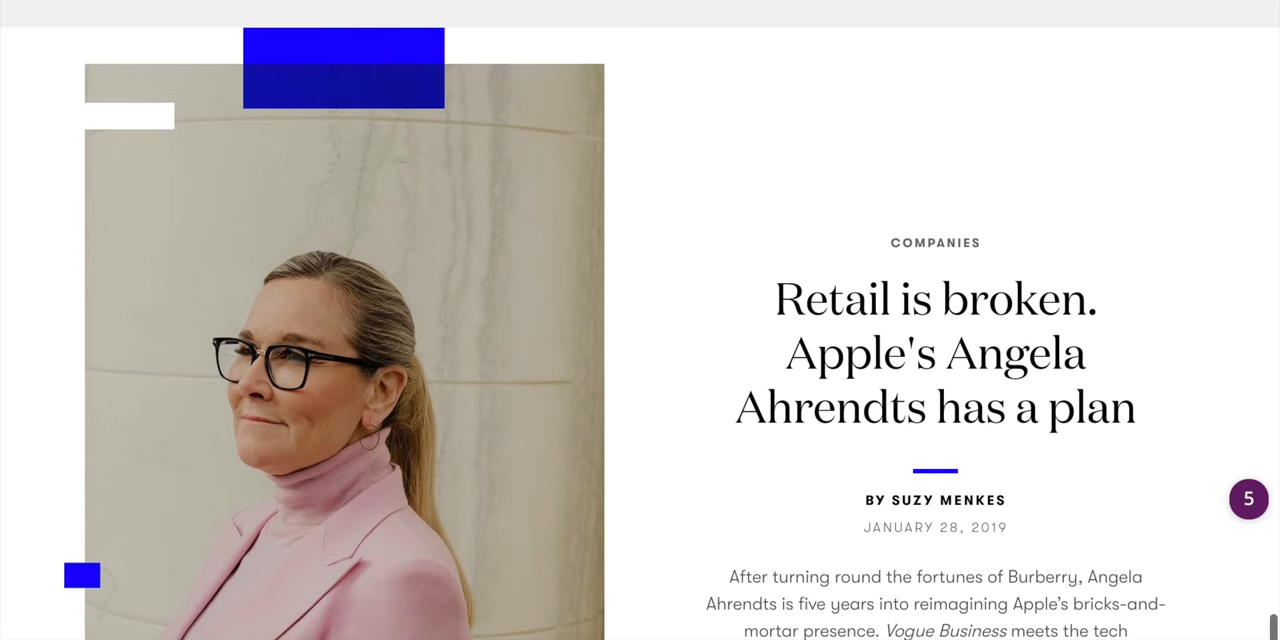 COMPANIES
Retail is broken.
Apple's Angela
Ahrendts has a plan
BY SUZY MENKES
JANUARY 28, 2019
5
After turning round the fortunes of Burberry, Angela
Ahrendts is five years into reimagining Apple’s bricks-and-
mortar presence. Vogue Business meets the tech